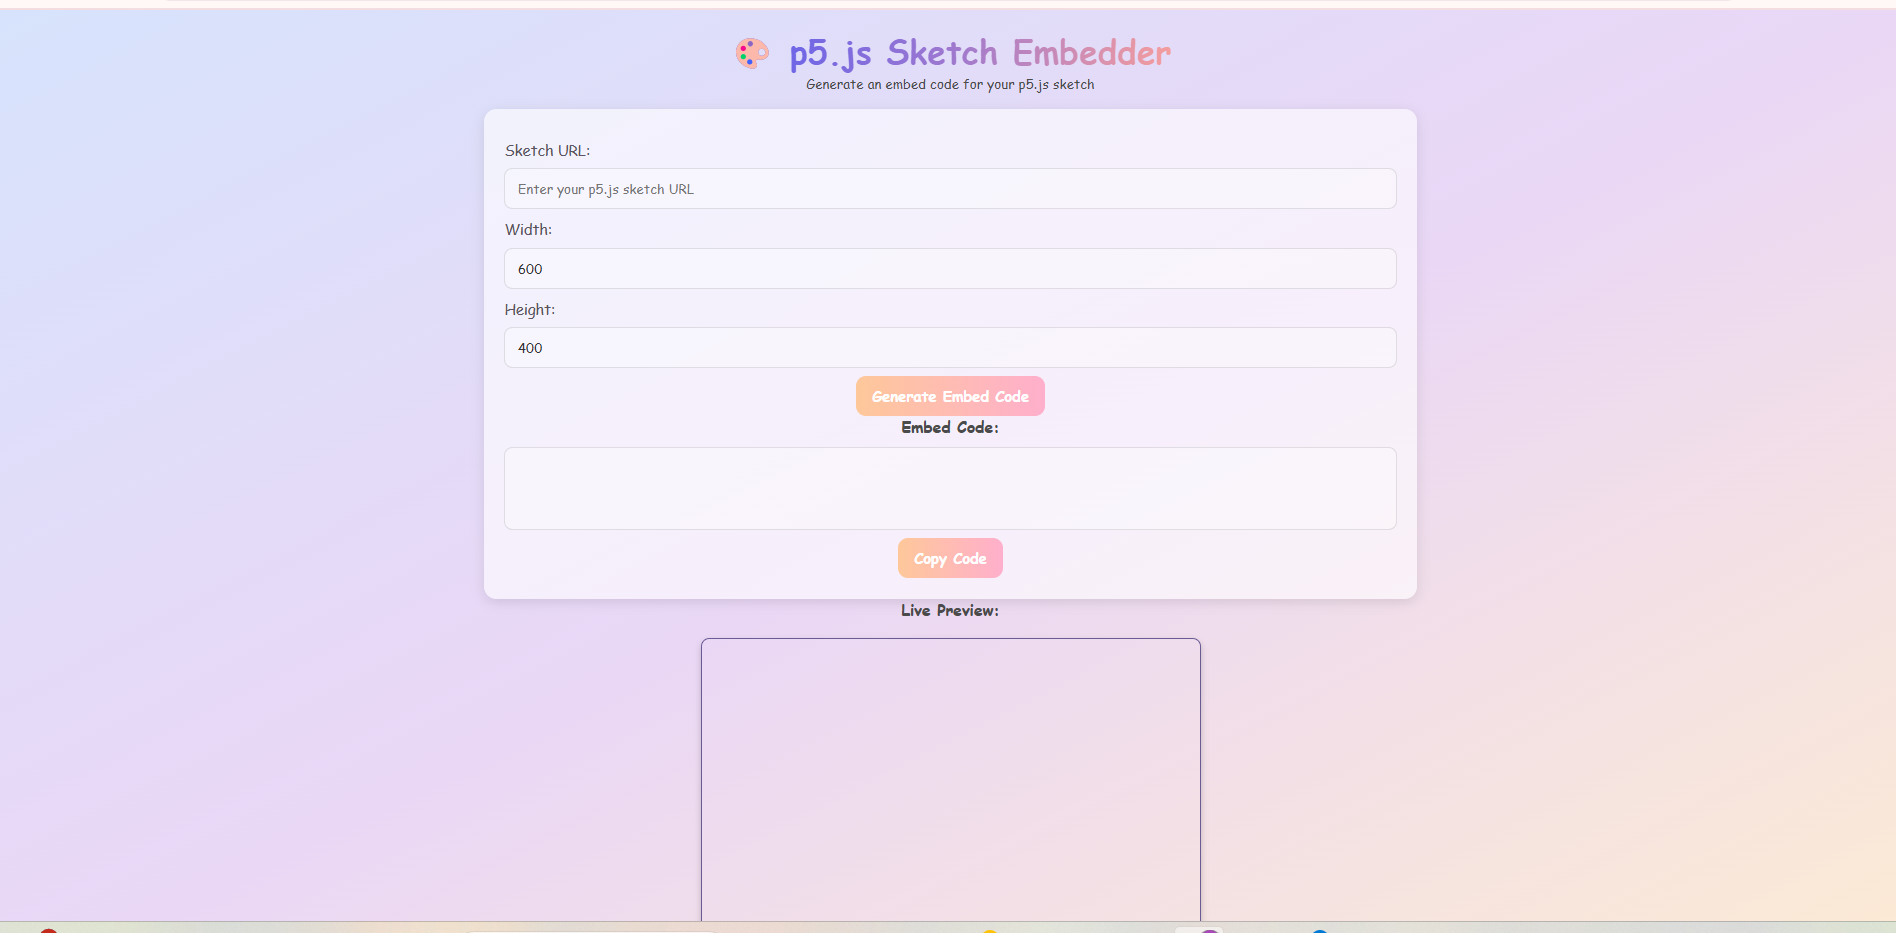 p5.js Sketch Embedder
Generate an embed code for your p5.js sketch
Sketch URL:
Enter your p5.js sketch URL
Width:
600
Height:
400
Generate Embed Code
Embed Code:
Copy Code
Live Preview: